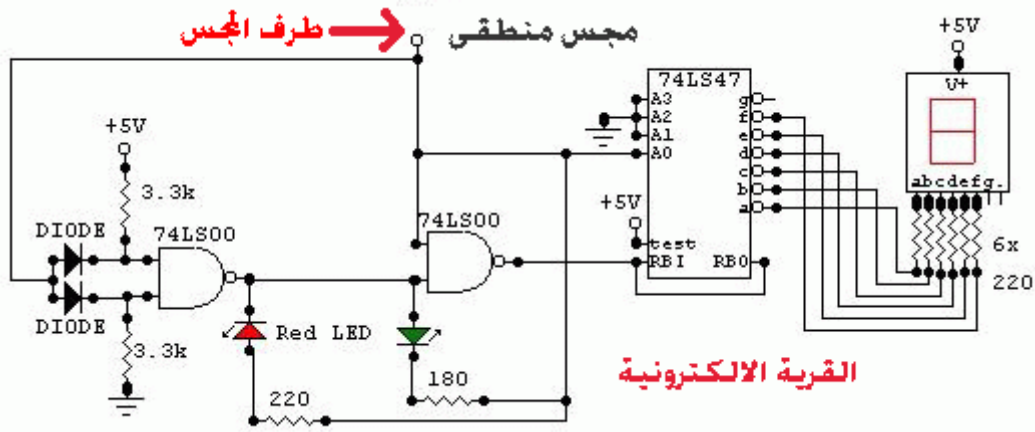 مجس منطقى
طرف المجس
74LS47
A3
A2
A1
A0
test
RBI
RBO
g
f
e
d
c
b
a
+5V
V+
abcdefg.
6x
220
+5V
+5V
3.3k
DIODE
DIODE
3.3k
74LS00
74LS00
Red LED
220
180
القرية الالكترونية